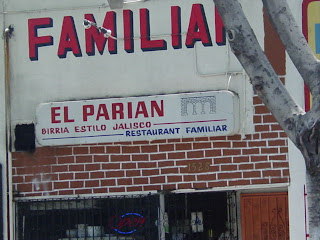 FAMILIAR
EL PARIAN
BIRRIA ESTILO JALISCO
RESTAURANT FAMILIAR